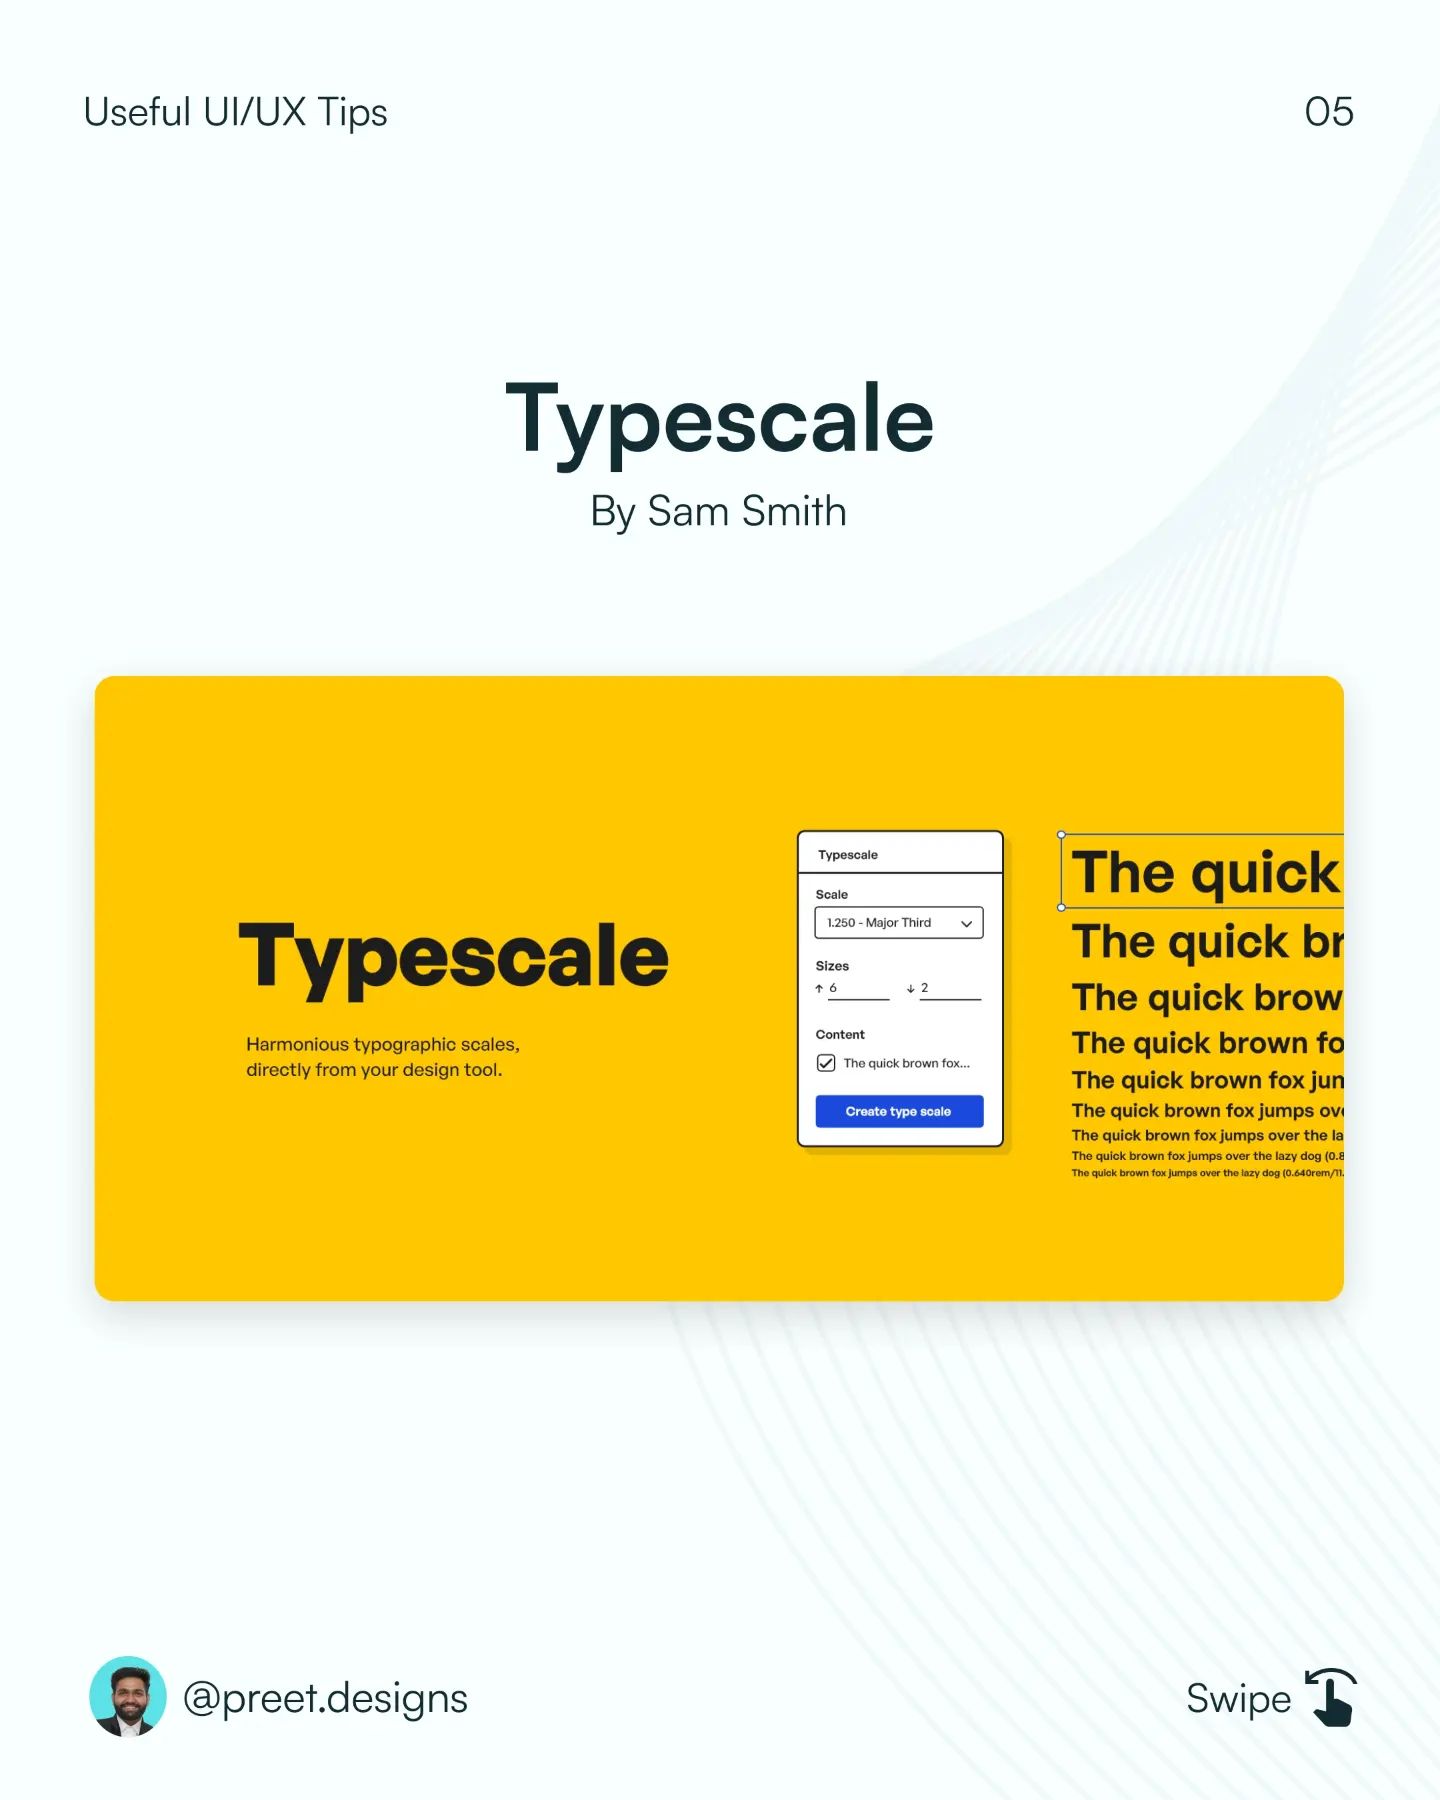 Useful UI/UX Tips
05
Typescale
By Sam Smith
Typescale
Harmonious typographic scales,
directly from your design tool.
Typescale
Scale
1.250 - Major Third
Sizes
↑ 6 ↓ 2
Content
The quick brown fox...
Create type scale
The quick
The quick br
The quick brow
The quick brown fo
The quick brown fox jun
The quick brown fox jumps ov
The quick brown fox jumps over the la
The quick brown fox jumps over the lazy dog (0.8
The quick brown fox jumps over the lazy dog (0.640rem/11.
@preet.designs
Swipe